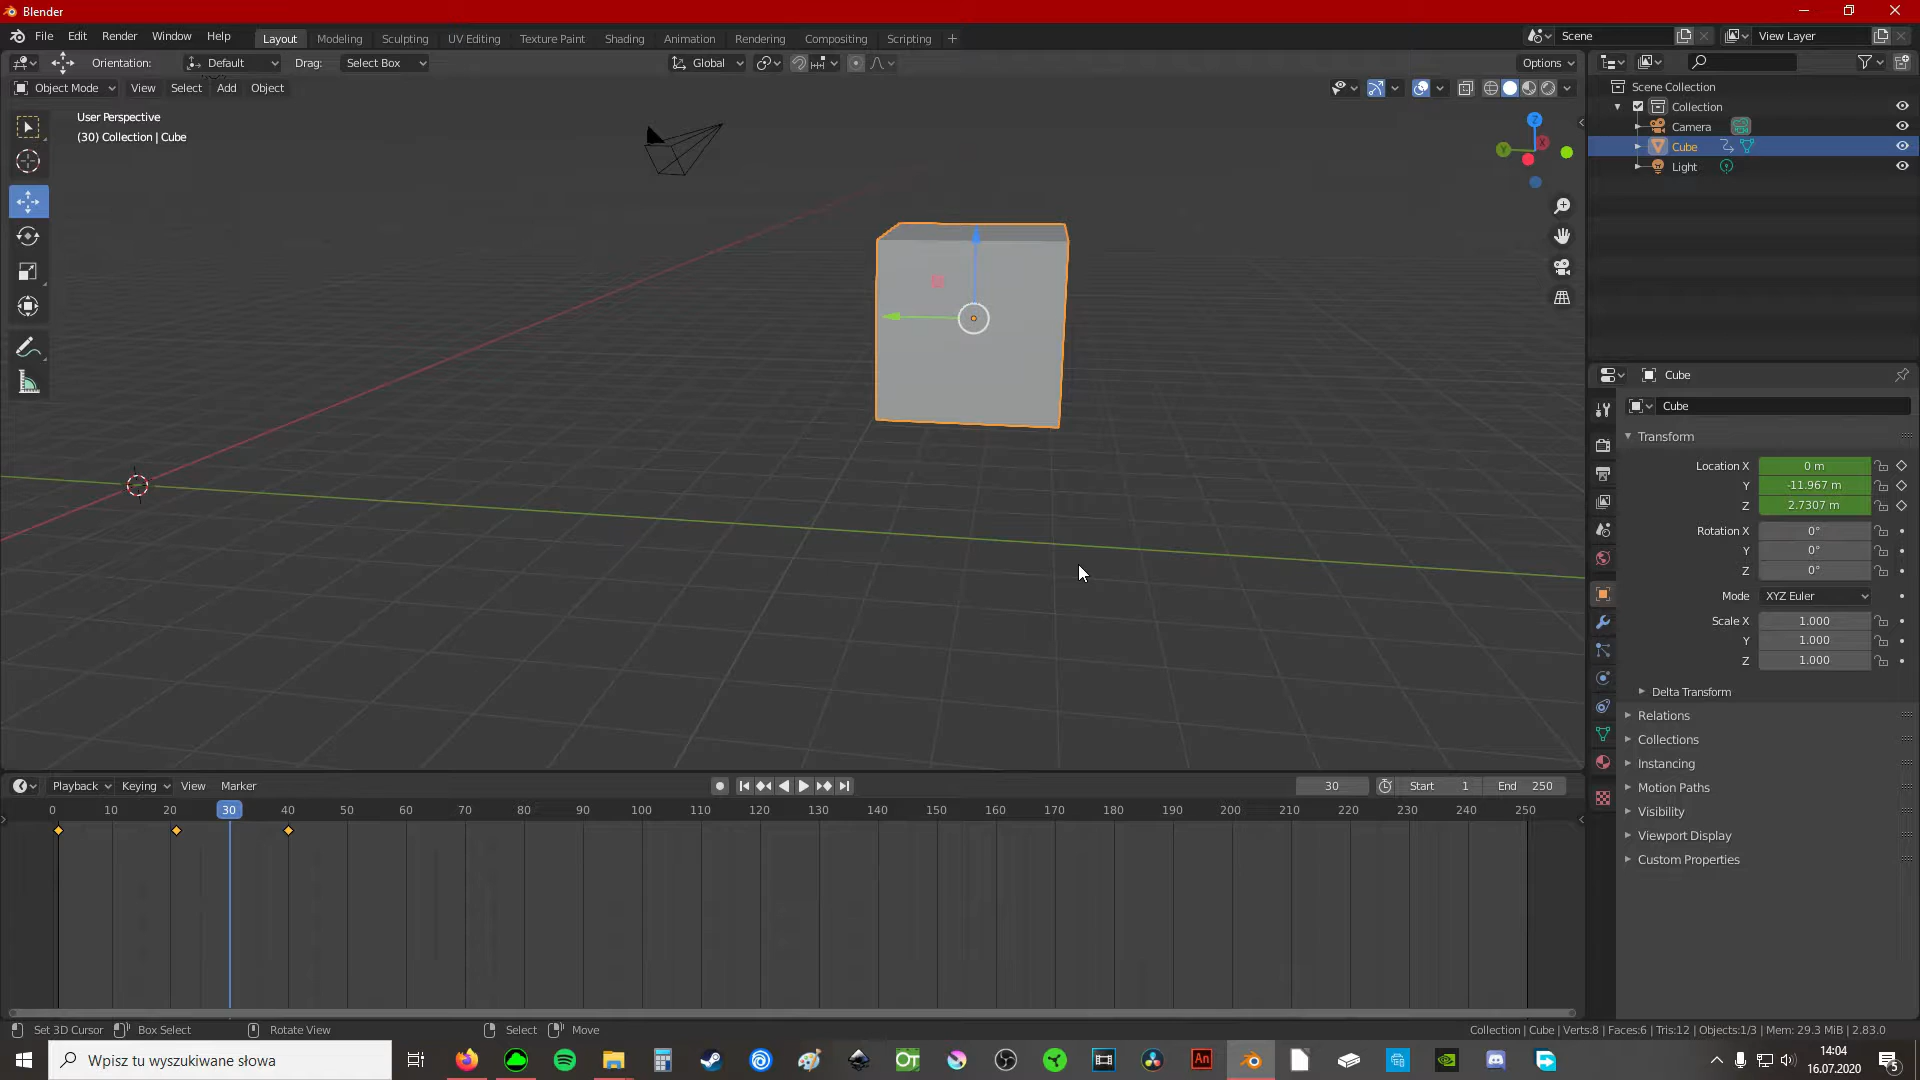 Blender
File Edit Render Window Help Layout Modeling Sculpting UV Editing Texture Paint Shading Animation Rendering Compositing Scripting + Scene View Layer
Orientation: Default Drag: Select Box Global Options
Object Mode View Select Add Object
User Perspective
(30) Collection | Cube
Z
Y
X
Scene Collection
Collection
Camera
Cube
Light
Cube
Cube
Transform
Location X 0 m
Y -11.967 m
Z 2.7307 m
Rotation X 0°
Y 0°
Z 0°
Mode XYZ Euler
Scale X 1.000
Y 1.000
Z 1.000
Delta Transform
Relations
Collections
Instancing
Motion Paths
Visibility
Viewport Display
Custom Properties
Playback Keying View Marker 30 Start 1 End 250
0 10 20 30 40 50 60 70 80 90 100 110 120 130 140 150 160 170 180 190 200 210 220 230 240 250
Set 3D Cursor Box Select Rotate View Select Move Collection | Cube | Verts:8 | Faces:6 | Tris:12 | Objects:1/3 | Mem: 29.3 MiB | 2.83.0
Wpisz tu wyszukiwane słowa
OT
An
14:04
16.07.2020
5